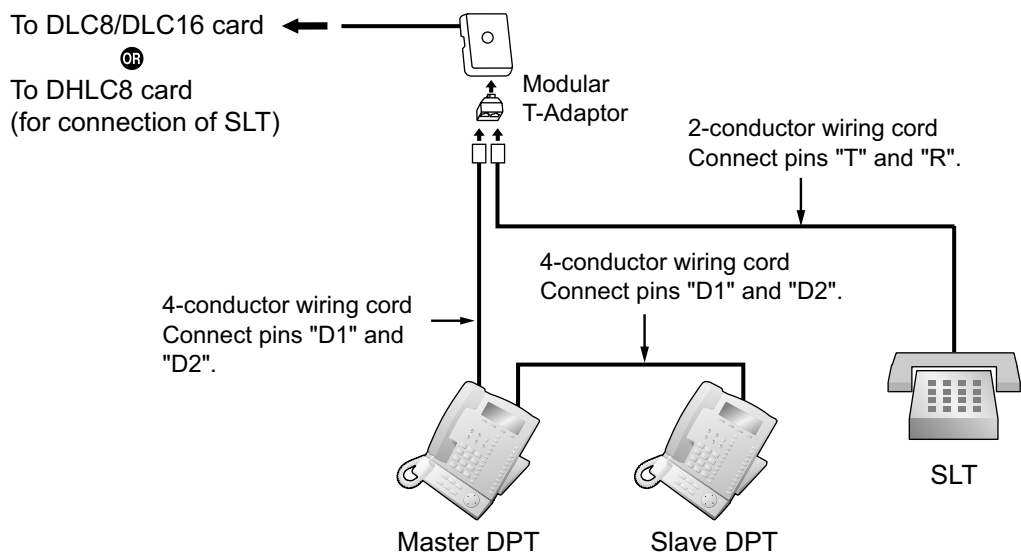 To DLC8/DLC16 card
OR
To DHLC8 card
(for connection of SLT)
Modular
T-Adaptor
2-conductor wiring cord
Connect pins "T" and "R".
4-conductor wiring cord
Connect pins "D1" and "D2".
4-conductor wiring cord
Connect pins "D1" and
"D2".
SLT
Master DPT
Slave DPT